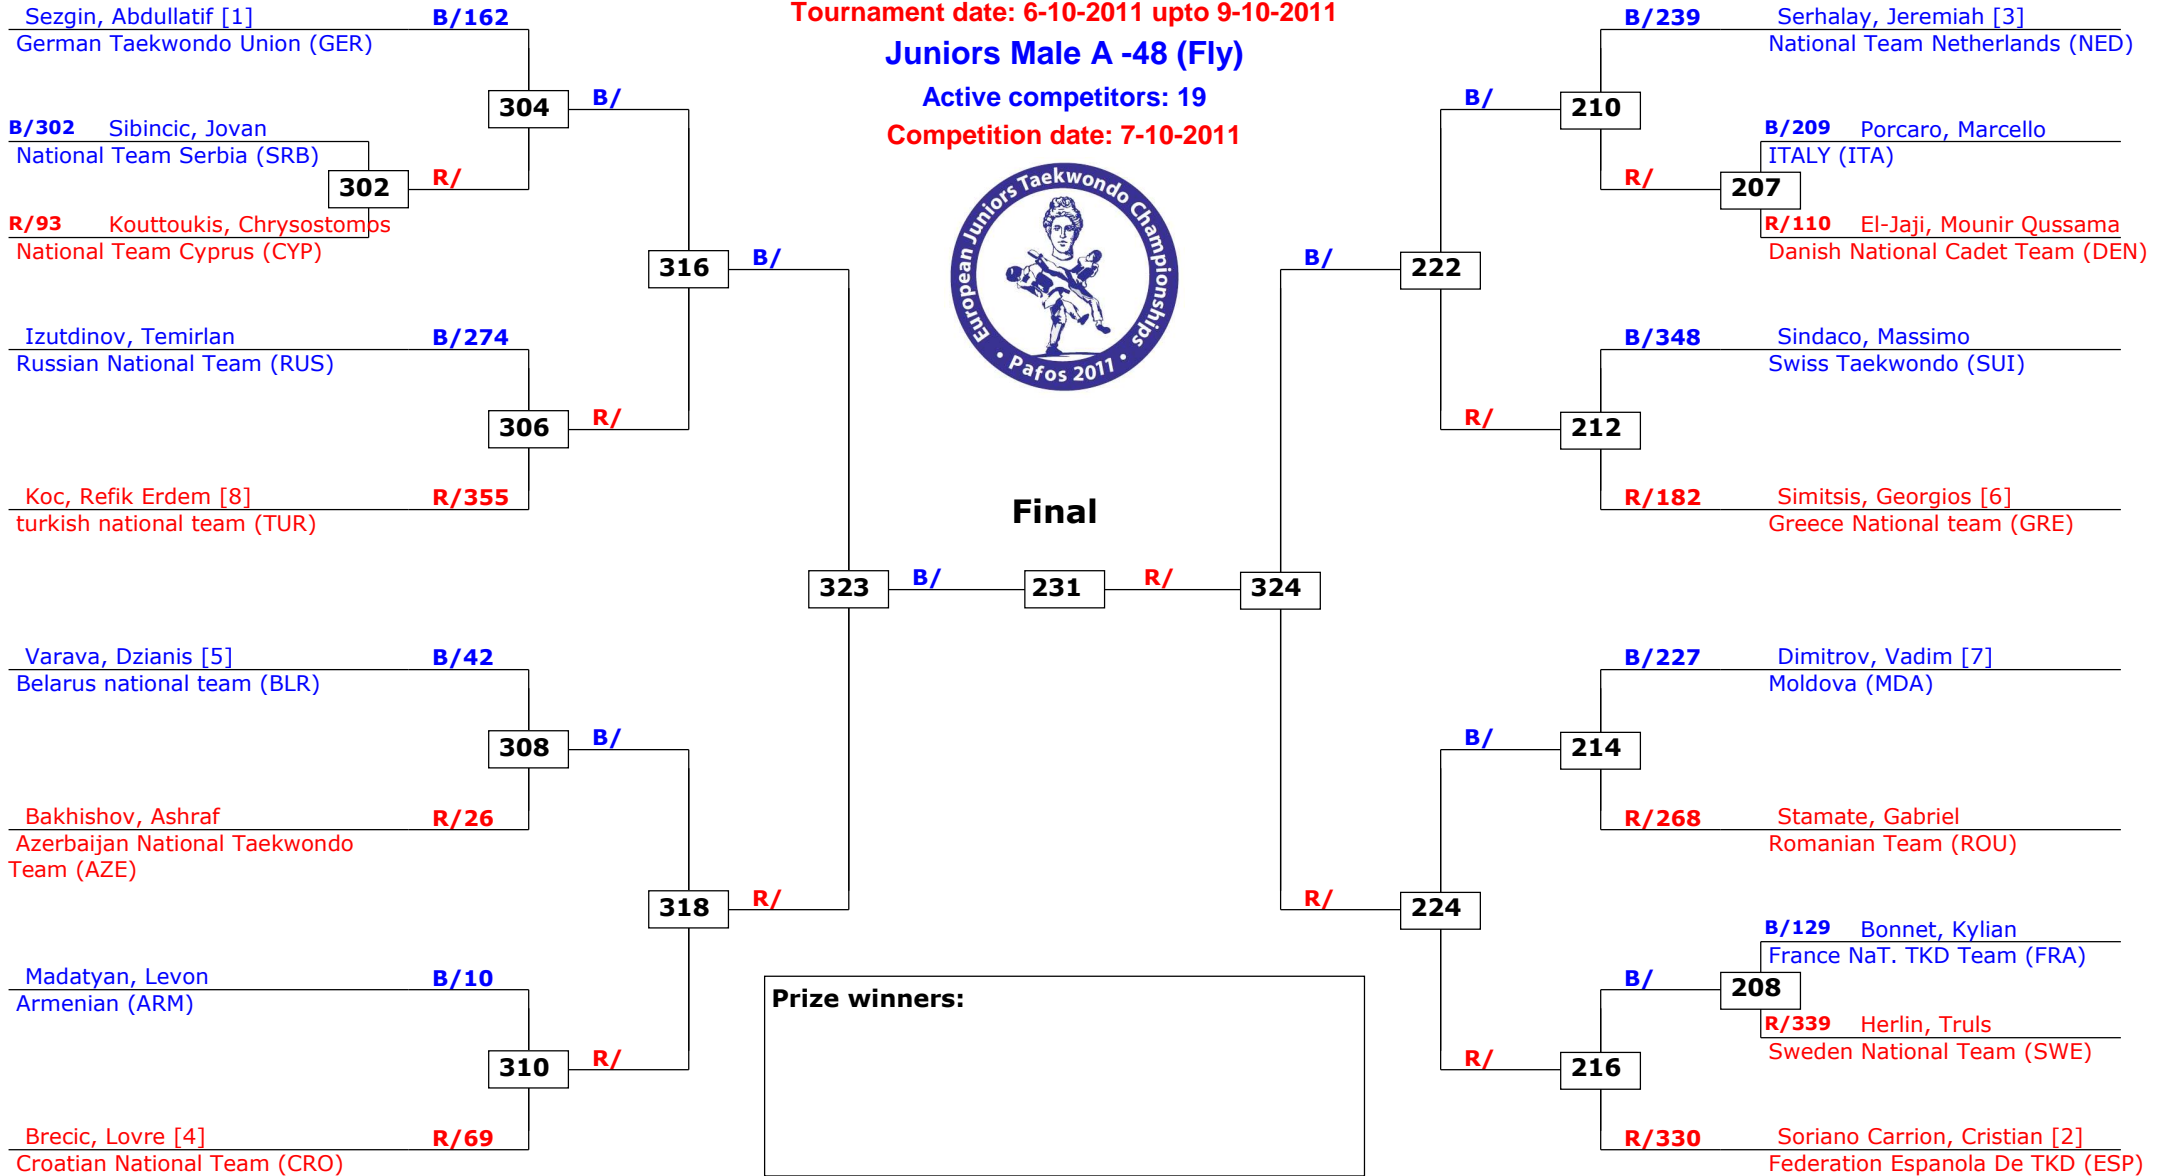 Tournament date: 6-10-2011 upto 9-10-2011
Juniors Male A -48 (Fly)
Active competitors: 19
Competition date: 7-10-2011
European Juniors Taekwondo Championships
• Pafos 2011 •
Sezgin, Abdullatif [1] B/162
German Taekwondo Union (GER)
304 B/
B/302 Sibincic, Jovan
National Team Serbia (SRB)
302 R/
R/93 Kouttoukis, Chrysostomos
National Team Cyprus (CYP)
316 B/
Izutdinov, Temirlan B/274
Russian National Team (RUS)
306 R/
Koc, Refik Erdem [8] R/355
turkish national team (TUR)
Final
323 B/ 231 R/ 324
Varava, Dzianis [5] B/42
Belarus national team (BLR)
308 B/
Bakhishov, Ashraf R/26
Azerbaijan National Taekwondo
Team (AZE)
318 R/
Madatyan, Levon B/10
Armenian (ARM)
310 R/
Brecic, Lovre [4] R/69
Croatian National Team (CRO)
B/239 Serhalay, Jeremiah [3]
National Team Netherlands (NED)
B/ 210
B/209 Porcaro, Marcello
ITALY (ITA)
R/ 207
R/110 El-Jaji, Mounir Qussama
Danish National Cadet Team (DEN)
B/ 222
B/348 Sindaco, Massimo
Swiss Taekwondo (SUI)
R/ 212
R/182 Simitsis, Georgios [6]
Greece National team (GRE)
B/227 Dimitrov, Vadim [7]
Moldova (MDA)
B/ 214
R/268 Stamate, Gabriel
Romanian Team (ROU)
R/ 224
B/129 Bonnet, Kylian
France NaT. TKD Team (FRA)
B/ 208
R/339 Herlin, Truls
Sweden National Team (SWE)
R/ 216
R/330 Soriano Carrion, Cristian [2]
Federation Espanola De TKD (ESP)
Prize winners: